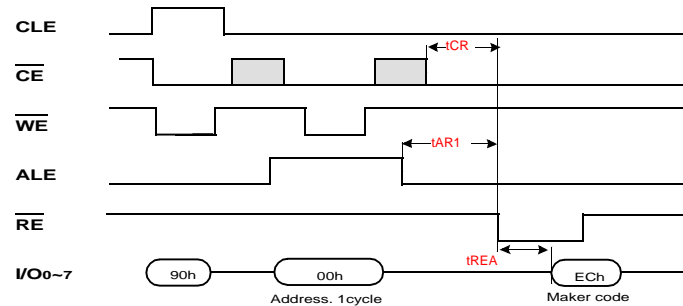 CLE
tCR
CE
WE
tAR1
ALE
RE
tREA
I/O0~7
90h
00h
ECh
Address. 1cycle
Maker code